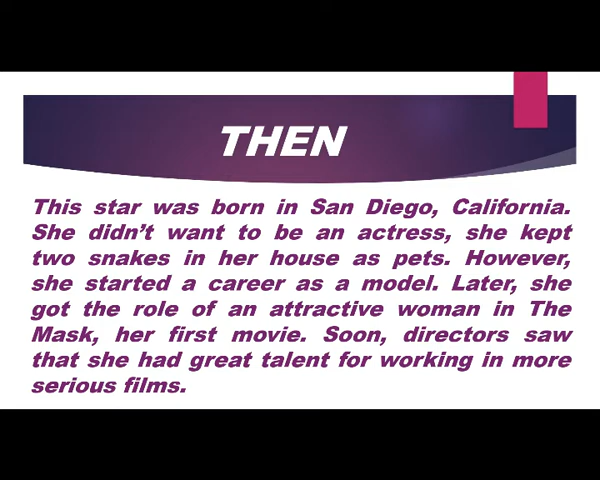 THEN
This star was born in San Diego, California.
She didn't want to be an actress, she kept
two snakes in her house as pets. However,
she started a career as a model. Later, she
got the role of an attractive woman in The
Mask, her first movie. Soon, directors saw
that she had great talent for working in more
serious films.